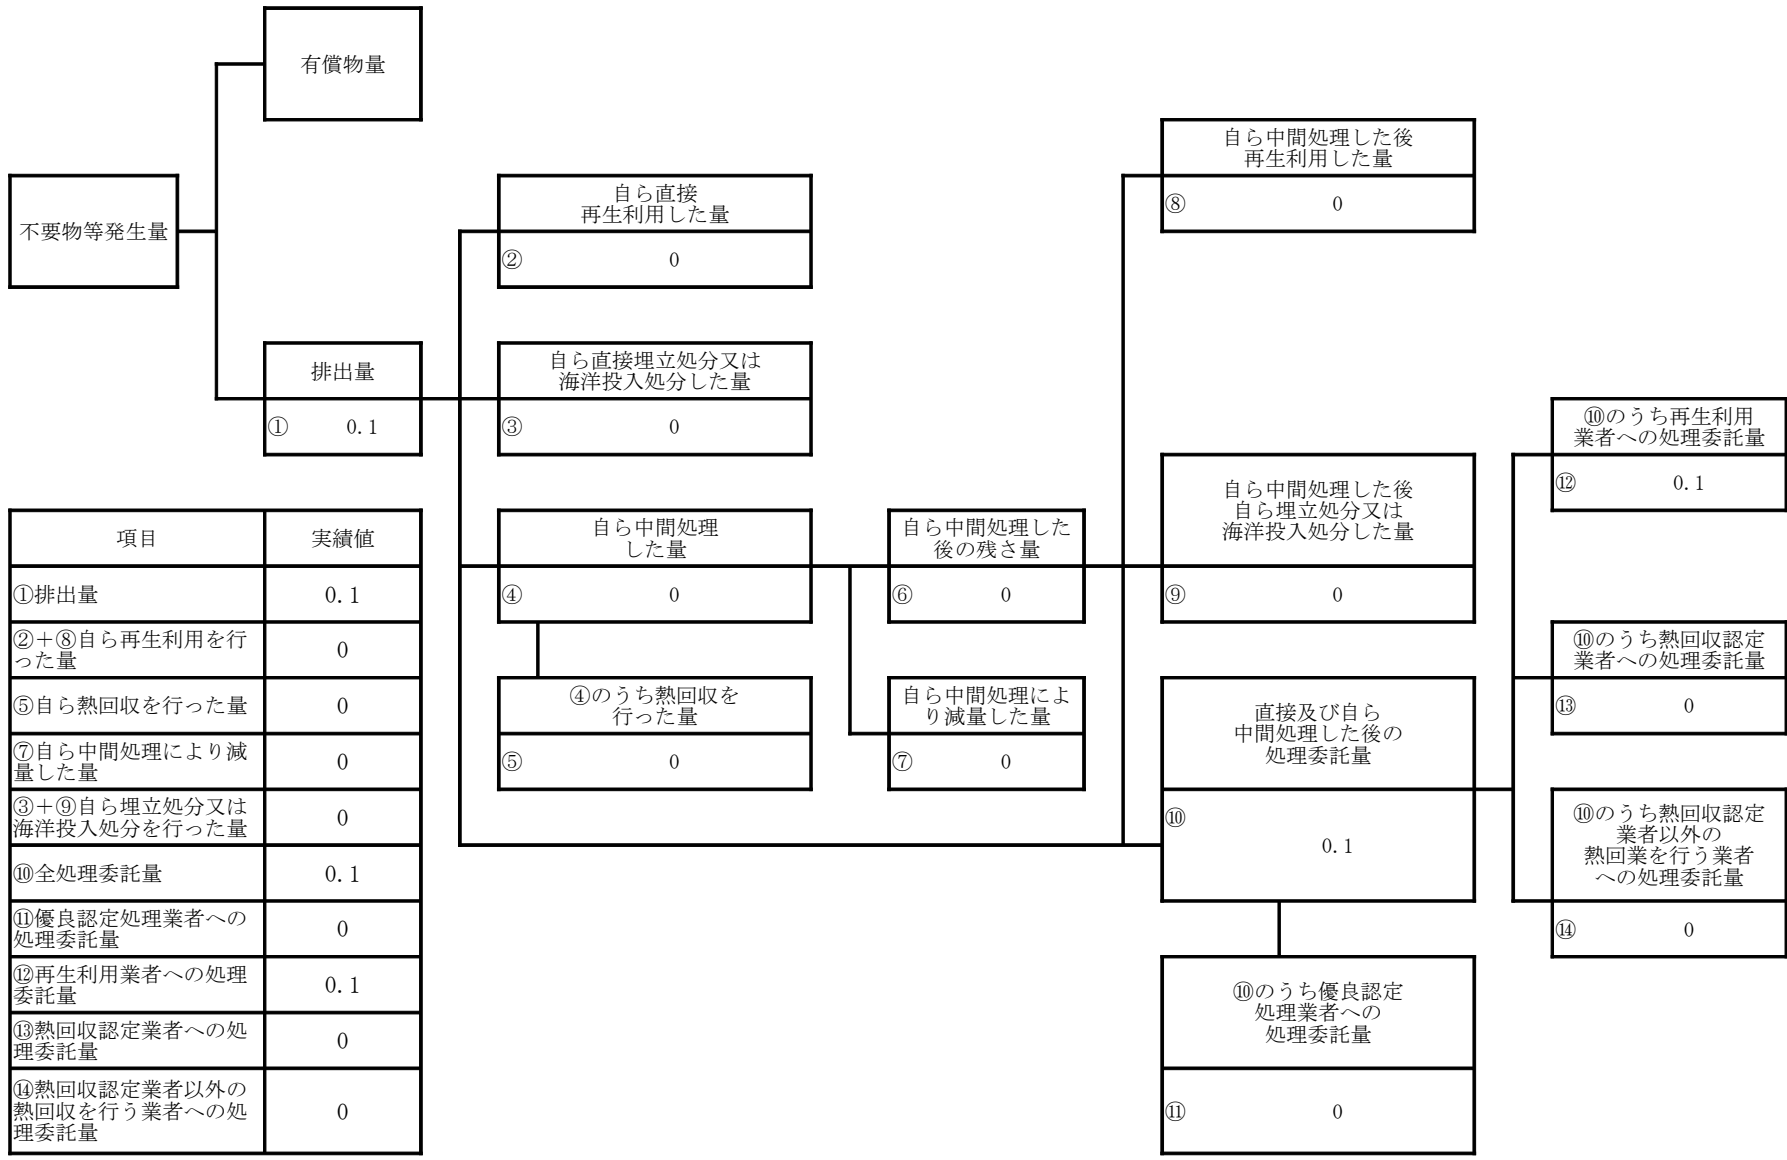 有償物量
不要物等発生量
排出量
① 0.1
自ら直接
再生利用した量
② 0
自ら直接埋立処分又は
海洋投入処分した量
③ 0
自ら中間処理
した量
④ 0
④のうち熱回収を
行った量
⑤ 0
自ら中間処理した
後の残さ量
⑥ 0
自ら中間処理によ
り減量した量
⑦ 0
自ら中間処理した後
再生利用した量
⑧ 0
自ら中間処理した後
自ら埋立処分又は
海洋投入処分した量
⑨ 0
直接及び自ら
中間処理した後の
処理委託量
⑩
0.1
⑩のうち優良認定
処理業者への
処理委託量
⑪ 0
⑩のうち再生利用
業者への処理委託量
⑫ 0.1
⑩のうち熱回収認定
業者への処理委託量
⑬ 0
⑩のうち熱回収認定
業者以外の
熱回業を行う業者
への処理委託量
⑭ 0
項目 実績値
①排出量 0.1
②＋⑧自ら再生利用を行
った量 0
⑤自ら熱回収を行った量 0
⑦自ら中間処理により減
量した量 0
③＋⑨自ら埋立処分又は
海洋投入処分を行った量 0
⑩全処理委託量 0.1
⑪優良認定処理業者への
処理委託量 0
⑫再生利用業者への処理
委託量 0.1
⑬熱回収認定業者への処
理委託量 0
⑭熱回収認定業者以外の
熱回収を行う業者への処
理委託量 0